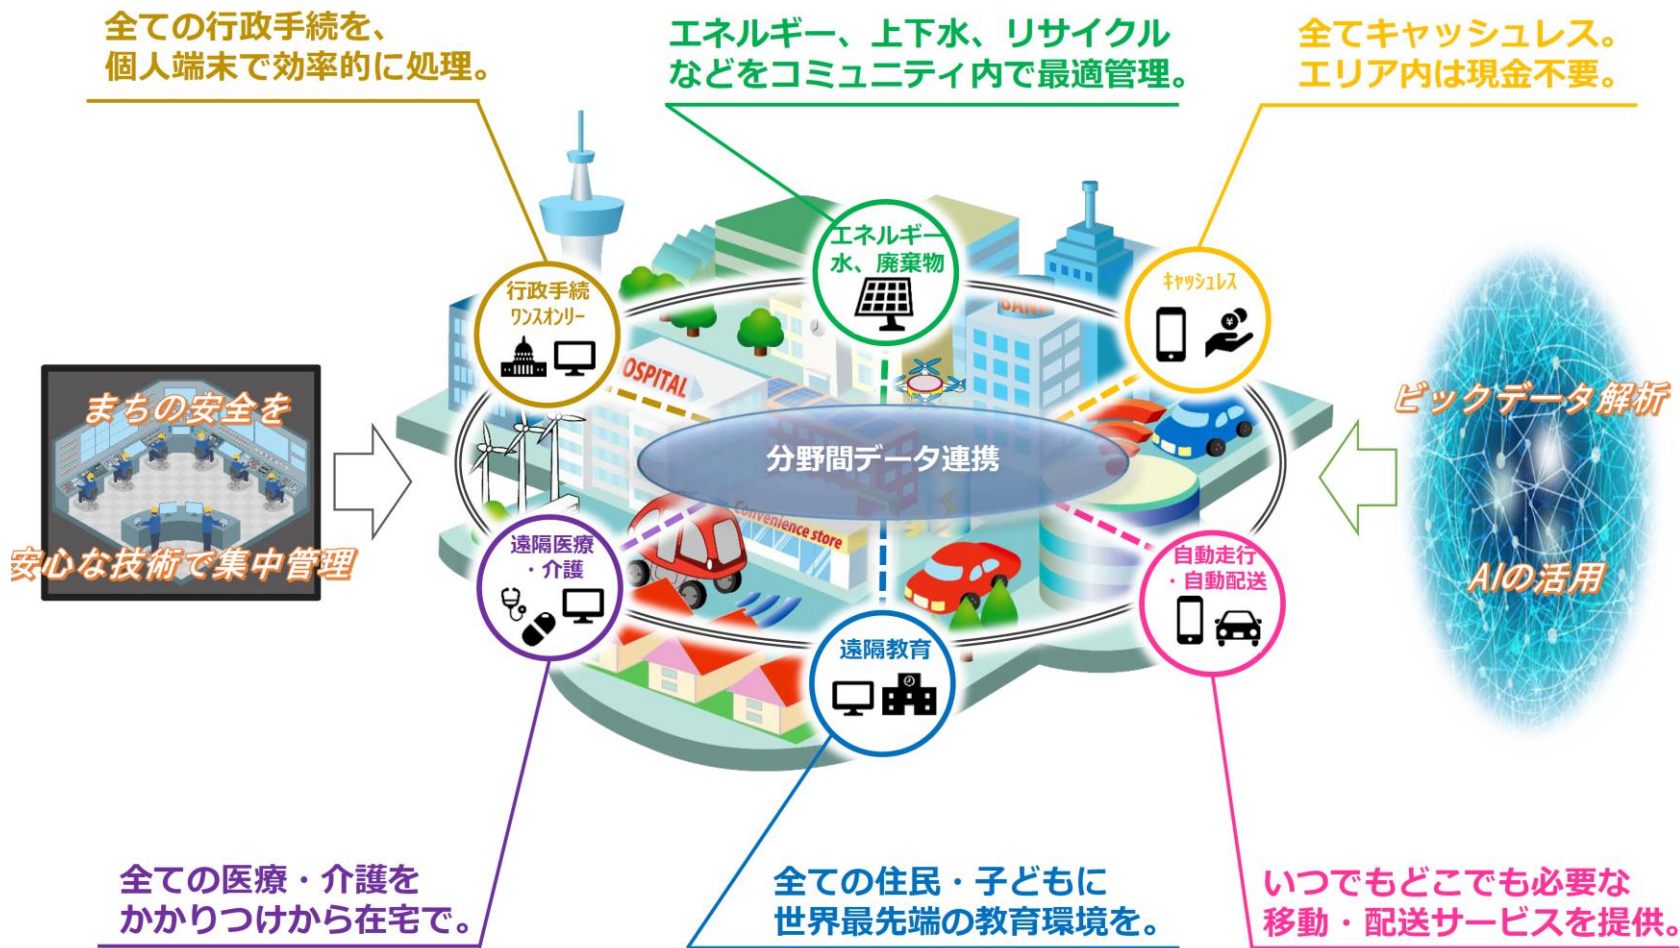 全ての行政手続を、
個人端末で効率的に処理。
エネルギー、上下水、リサイクル
などをコミュニティ内で最適管理。
全てキャッシュレス。
エリア内は現金不要。
行政手続
ワンスオンリー
エネルギー
水、廃棄物
キャッシュレス
¥
BANK
OSPITAL
まちの安全を
安心な技術で集中管理
分野間データ連携
ビックデータ解析
AIの活用
Convenience store
遠隔医療
・介護
遠隔教育
自動走行
・自動配送
全ての医療・介護を
かかりつけから在宅で。
全ての住民・子どもに
世界最先端の教育環境を。
いつでもどこでも必要な
移動・配送サービスを提供。